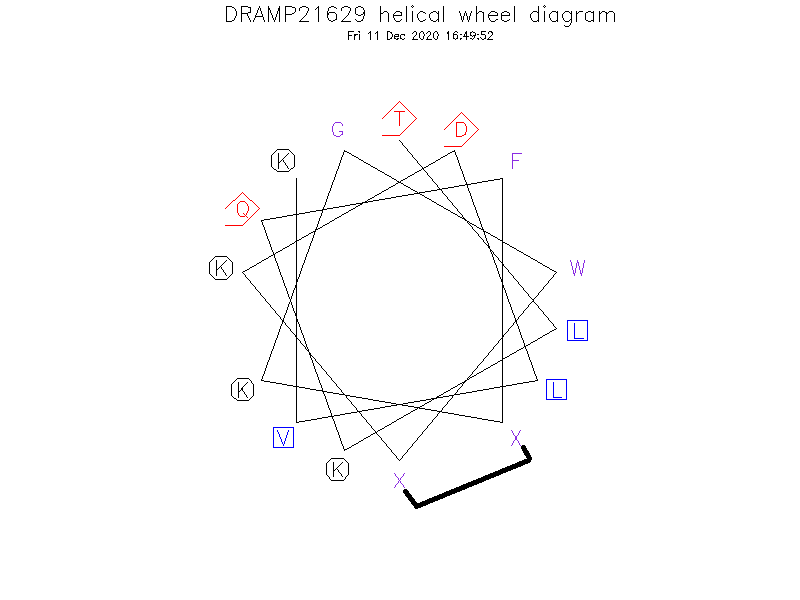 DRAMP21629 helical wheel diagram
Fri 11 Dec 2020 16:49:52
T
G D
K F
Q
K W
L
K L
V X
K
X